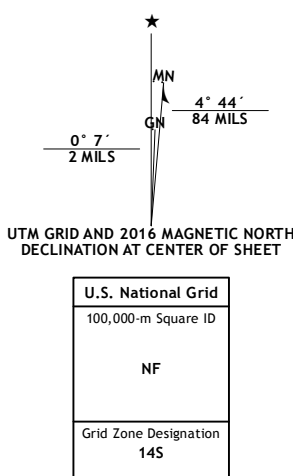 MN
GN
4° 44´
84 MILS
0° 7´
2 MILS
UTM GRID AND 2016 MAGNETIC NORTH
DECLINATION AT CENTER OF SHEET
U.S. National Grid
100,000-m Square ID
NF
Grid Zone Designation
14S